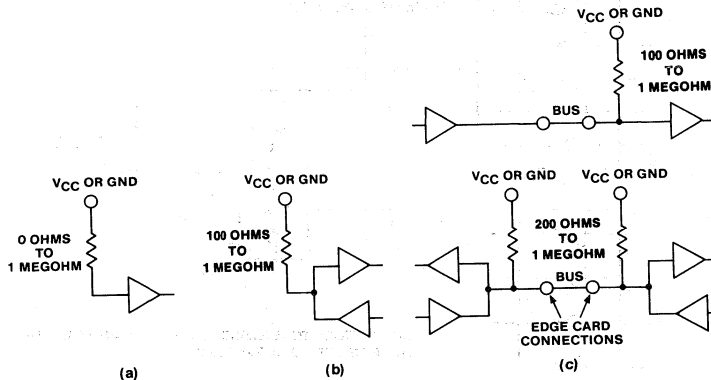 VCC OR GND
100 OHMS
TO
1 MEGOHM
BUS
VCC OR GND
0 OHMS
TO
1 MEGOHM
(a)
VCC OR GND
100 OHMS
TO
1 MEGOHM
(b)
VCC OR GND
VCC OR GND
200 OHMS
TO
1 MEGOHM
BUS
EDGE CARD
CONNECTIONS
(c)